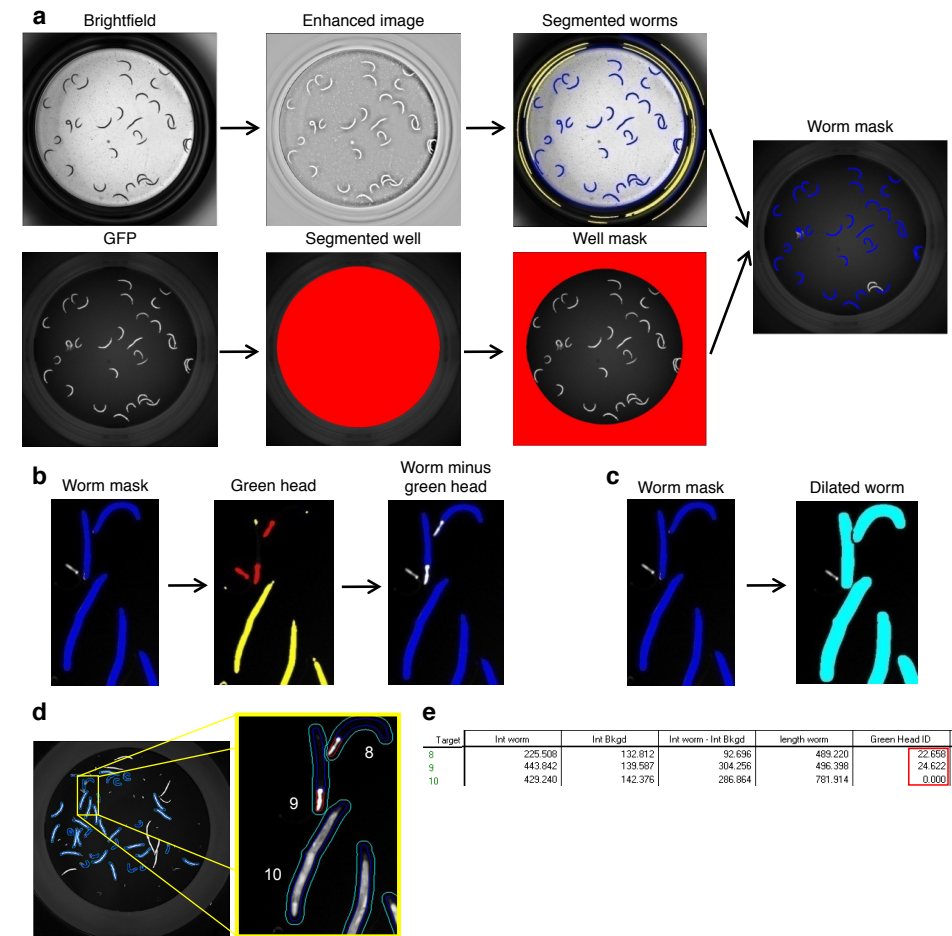 a
Brightfield
Enhanced image
Segmented worms
Worm mask
GFP
Segmented well
Well mask
b
Worm mask
Green head
Worm minus
green head
c
Worm mask
Dilated worm
d
8
9
10
e
Target Int worm Int Bkgd Int worm - Int Bkgd length worm Green Head ID
8 225.508 132.812 92.696 489.220 22.658
9 443.842 139.587 304.256 496.398 24.622
10 429.240 142.376 286.864 781.914 0.000